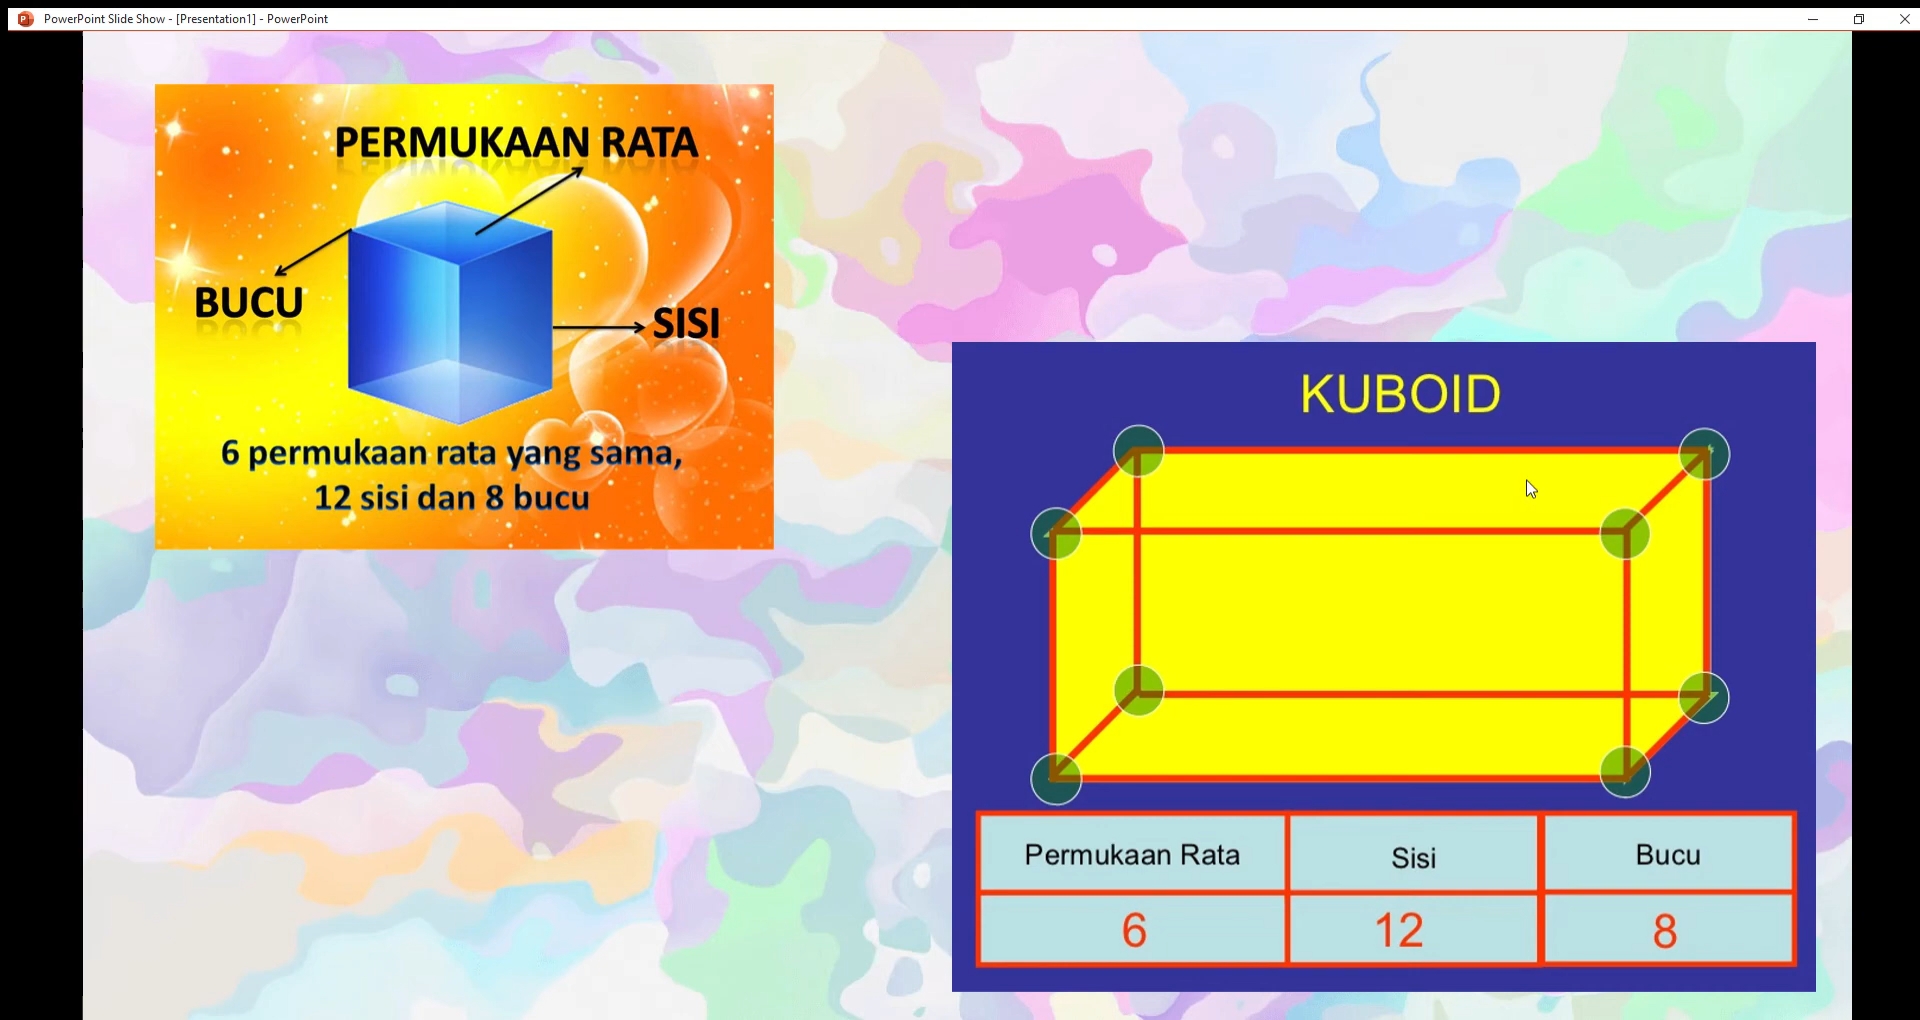 PowerPoint Slide Show - [Presentation1] - PowerPoint
PERMUKAAN RATA
BUCU
SISI
6 permukaan rata yang sama,
12 sisi dan 8 bucu
KUBOID
Permukaan Rata Sisi Bucu
6 12 8